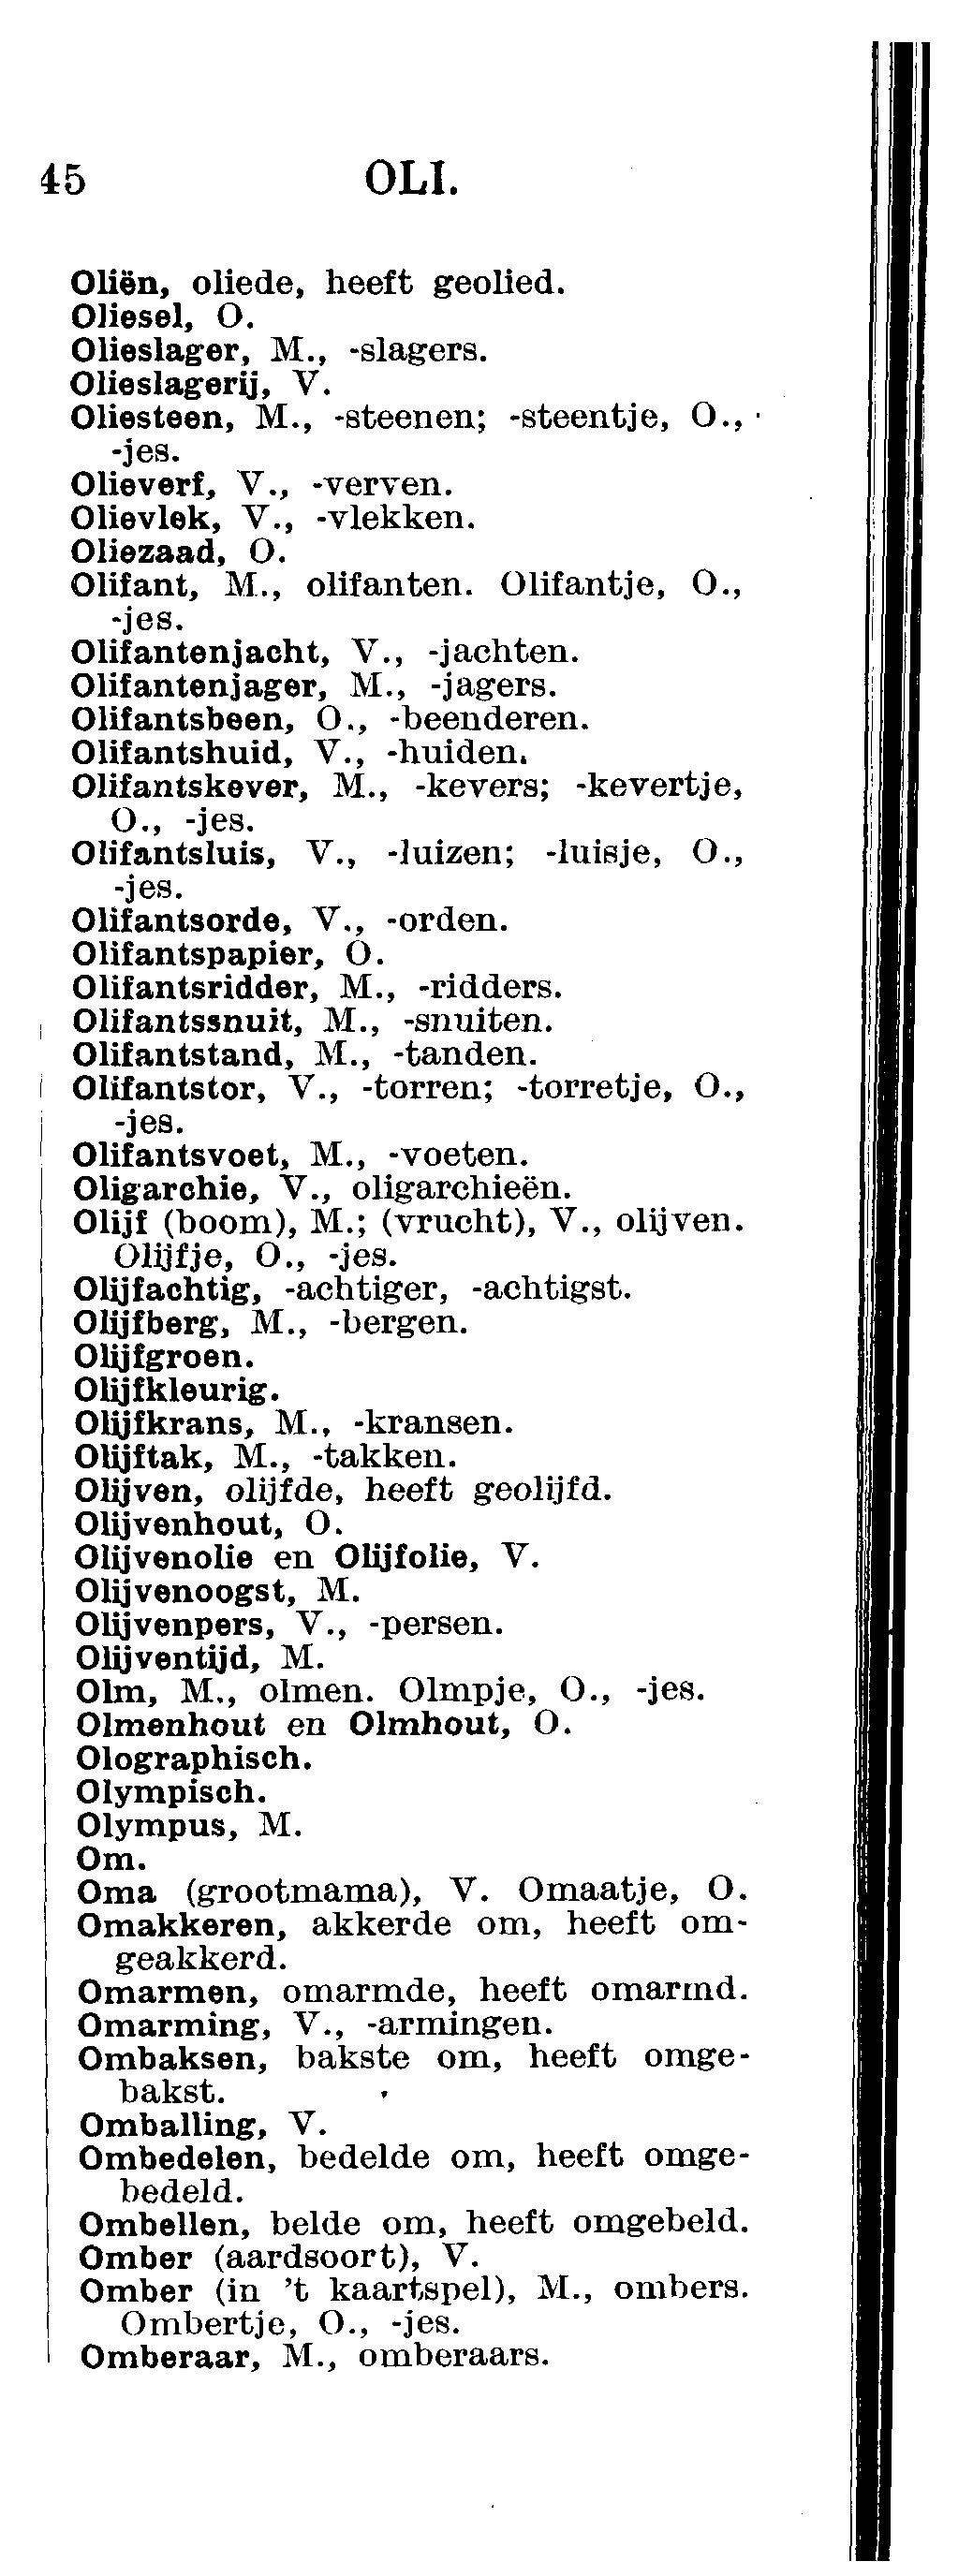 45 OLI.
Oliën, oliede, heeft geolied.
Oliesel, O.
Olieslager, M., -slagers.
Olieslagerij, V.
Oliesteen, M., -steenen; -steentje, O.,
-jes.
Olieverf, V., -verven.
Olievlek, V., -vlekken.
Oliezaad, O.
Olifant, M., olifanten. Olifantje, O.,
-jes.
Olifantenjacht, V., -jachten.
Olifantenjager, M., -jagers.
Olifantsbeen, O., -beenderen.
Olifantshuid, V., -huiden.
Olifantskever, M., -kevers; -kevertje,
O., -jes.
Olifantsluis, V., -luizen; -luisje, O.,
-jes.
Olifantsorde, V., -orden.
Olifantspapier, O.
Olifantsridder, M., -ridders.
Olifantssnuit, M., -snuiten.
Olifantstand, M., -tanden.
Olifantstor, V., -torren; -torretje, O.,
-jes.
Olifantsvoet, M., -voeten.
Oligarchie, V., oligarchieën.
Olijf (boom), M.; (vrucht), V., olijven.
Olijfje, O., -jes.
Olijfachtig, -achtiger, -achtigst.
Olijfberg, M., -bergen.
Olijfgroen.
Olijfkleurig.
Olijfkrans, M., -kransen.
Olijftak, M., -takken.
Olijven, olijfde, heeft geolijfd.
Olijvenhout, O.
Olijvenolie en Olijfolie, V.
Olijvenoogst, M.
Olijvenpers, V., -persen.
Olijventijd, M.
Olm, M., olmen. Olmpje, O., -jes.
Olmenhout en Olmhout, O.
Olographisch.
Olympisch.
Olympus, M.
Om.
Oma (grootmama), V. Omaatje, O.
Omakkeren, akkerde om, heeft om-
geakkerd.
Omarmen, omarmde, heeft omarmd.
Omarming, V., -armingen.
Ombaksen, bakste om, heeft omge-
bakst.
Omballing, V.
Ombedelen, bedelde om, heeft omge-
bedeld.
Ombellen, belde om, heeft omgebeld.
Omber (aardsoort), V.
Omber (in 't kaartspel), M., ombers.
Ombertje, O., -jes.
Omberaar, M., omberaars.